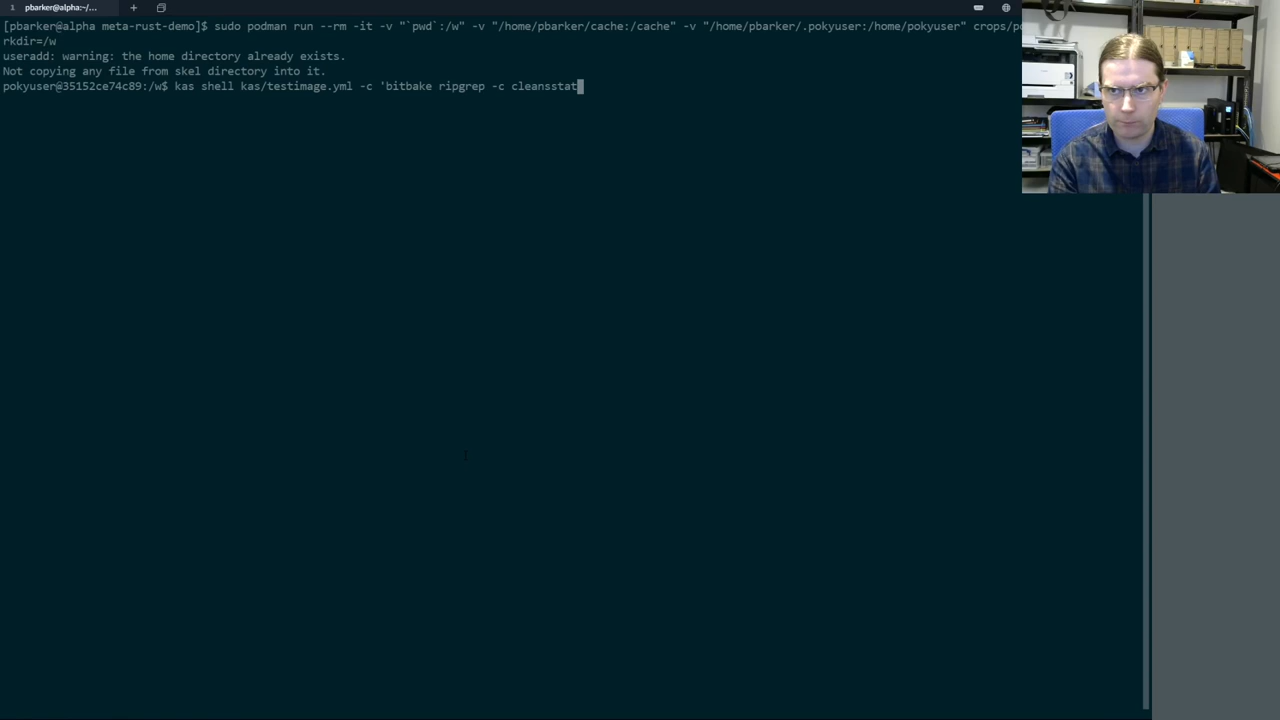 1 pbarker@alpha:~/...
[pbarker@alpha meta-rust-demo]$ sudo podman run --rm -it -v "`pwd`:/w" -v "/home/pbarker/cache:/cache" -v "/home/pbarker/.pokyuser:/home/pokyuser" crops/po
rkdir=/w
useradd: warning: the home directory already exists.
Not copying any file from skel directory into it.
pokyuser@35152ce74c89:/w$ kas shell kas/testimage.yml -c 'bitbake ripgrep -c cleansstat